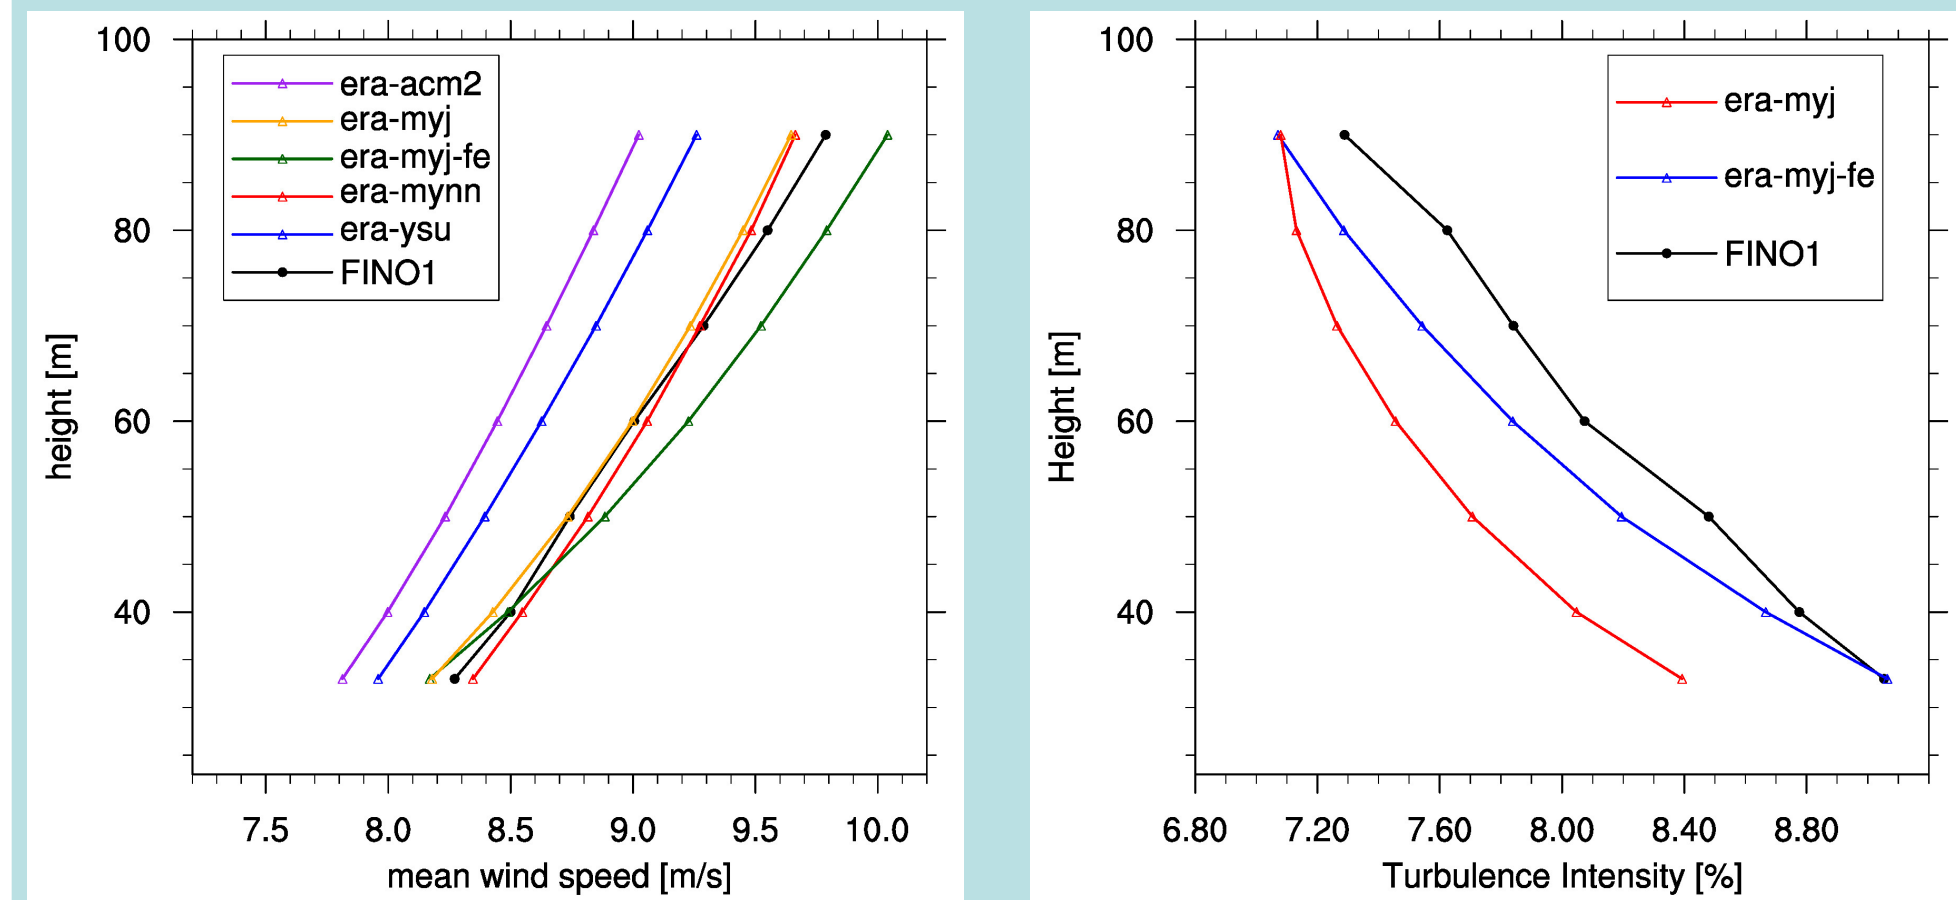 100
80
60
40
height [m]
era-acm2
era-myj
era-myj-fe
era-mynn
era-ysu
FINO1
7.5 8.0 8.5 9.0 9.5 10.0
mean wind speed [m/s]
100
80
60
40
Height [m]
era-myj
era-myj-fe
FINO1
6.80 7.20 7.60 8.00 8.40 8.80
Turbulence Intensity [%]